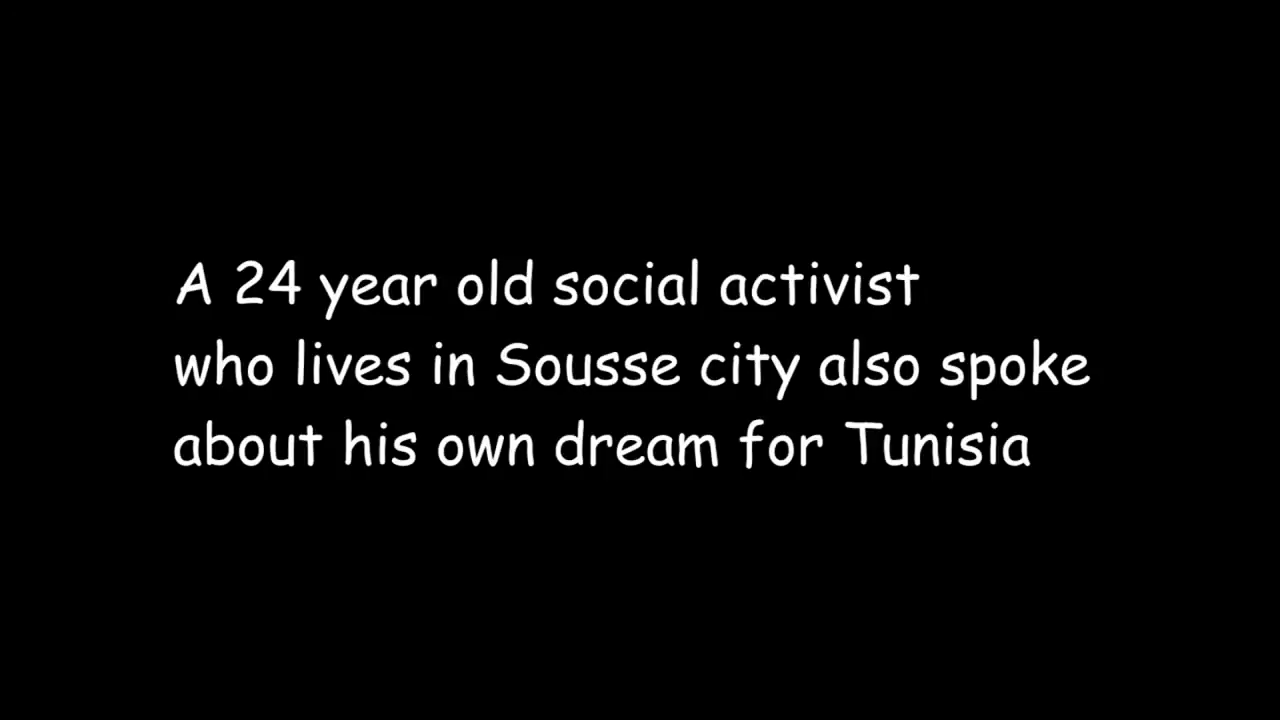 A 24 year old social activist
who lives in Sousse city also spoke
about his own dream for Tunisia